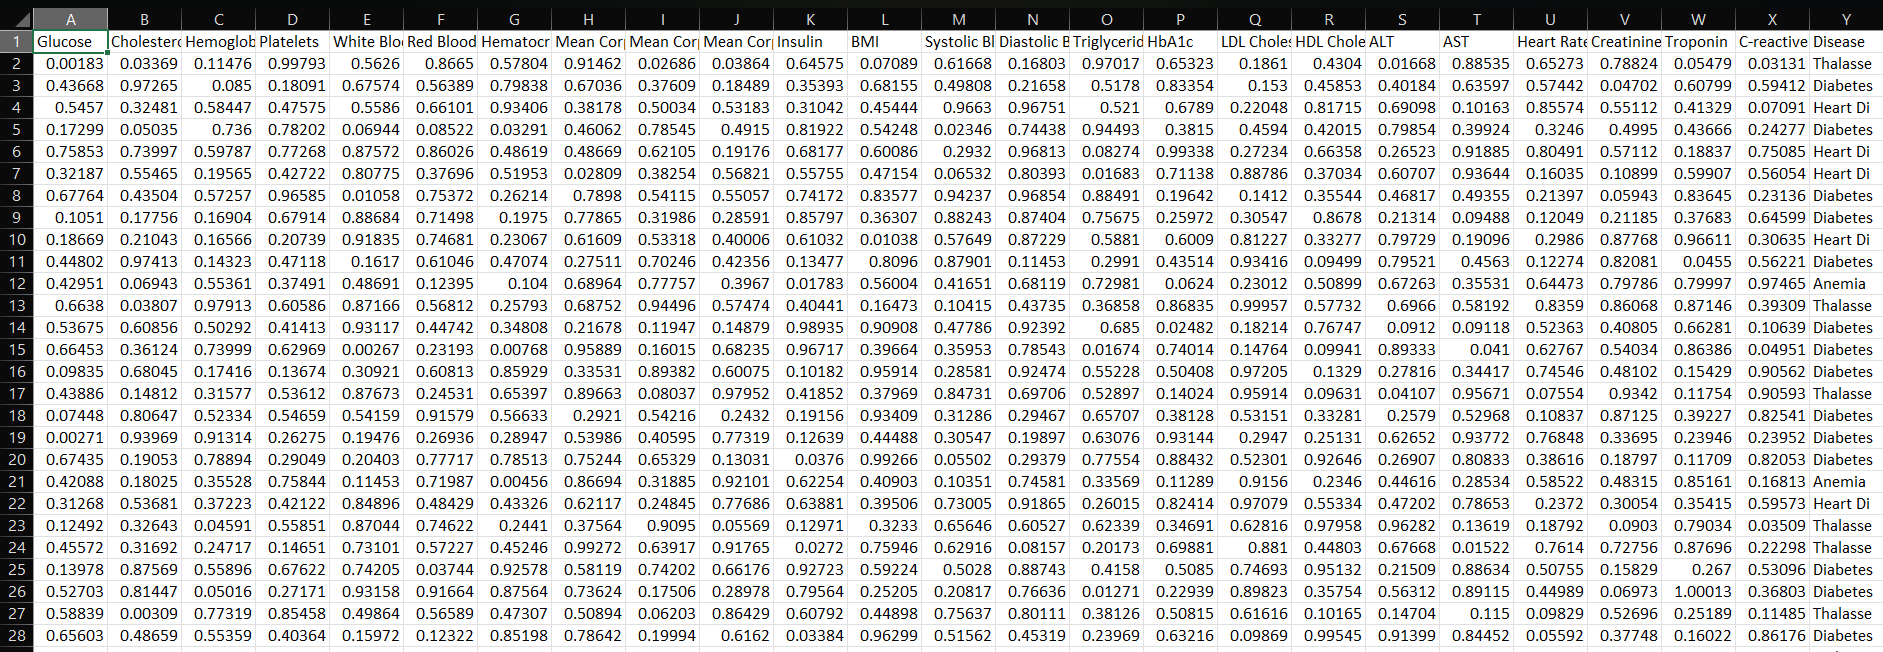 A B C D E F G H I J K L M N O P Q R S T U V W X Y
1 Glucose Cholesterc Hemoglob Platelets White Blo Red Blood Hematocr Mean Cor Mean Cor Mean Cor Insulin BMI Systolic Bl Diastolic B Triglycerid HbA1c LDL Choles HDL Chole ALT AST Heart Rate Creatinine Troponin C-reactive Disease
2 0.00183 0.03369 0.11476 0.99793 0.5626 0.8665 0.57804 0.91462 0.02686 0.03864 0.64575 0.07089 0.61668 0.16803 0.97017 0.65323 0.1861 0.4304 0.01668 0.88535 0.65273 0.78824 0.05479 0.03131 Thalasse
3 0.43668 0.97265 0.085 0.18091 0.67574 0.56389 0.79838 0.67036 0.37609 0.18489 0.35393 0.68155 0.49808 0.21658 0.5178 0.83354 0.153 0.45853 0.40184 0.63597 0.57442 0.04702 0.60799 0.59412 Diabetes
4 0.5457 0.32481 0.58447 0.47575 0.5586 0.66101 0.93406 0.38178 0.50034 0.53183 0.31042 0.45444 0.9663 0.96751 0.521 0.6789 0.22048 0.81715 0.69098 0.10163 0.85574 0.55112 0.41329 0.07091 Heart Di
5 0.17299 0.05035 0.736 0.78202 0.06944 0.08522 0.03291 0.46062 0.78545 0.4915 0.81922 0.54248 0.02346 0.74438 0.94493 0.3815 0.4594 0.42015 0.79854 0.39924 0.3246 0.4995 0.43666 0.24277 Diabetes
6 0.75853 0.73997 0.59787 0.77268 0.87572 0.86026 0.48619 0.48669 0.62105 0.19176 0.68177 0.60086 0.2932 0.96813 0.08274 0.99338 0.27234 0.66358 0.26523 0.91885 0.80491 0.57112 0.18837 0.75085 Heart Di
7 0.32187 0.55465 0.19565 0.42722 0.80775 0.37696 0.51953 0.02809 0.38254 0.56821 0.55755 0.47154 0.06532 0.80393 0.01683 0.71138 0.88786 0.37034 0.60707 0.93644 0.16035 0.10899 0.59907 0.56054 Heart Di
8 0.67764 0.43504 0.57257 0.96585 0.01058 0.75372 0.26214 0.7898 0.54115 0.55057 0.74172 0.83577 0.94237 0.96854 0.88491 0.19642 0.1412 0.35544 0.46817 0.49355 0.21397 0.05943 0.83645 0.23136 Diabetes
9 0.1051 0.17756 0.16904 0.67914 0.88684 0.71498 0.1975 0.77865 0.31986 0.28591 0.85797 0.36307 0.88243 0.87404 0.75675 0.25972 0.30547 0.8678 0.21314 0.09488 0.12049 0.21185 0.37683 0.64599 Diabetes
10 0.18669 0.21043 0.16566 0.20739 0.91835 0.74681 0.23067 0.61609 0.53318 0.40006 0.61032 0.01038 0.57649 0.87229 0.5881 0.6009 0.81227 0.33277 0.79729 0.19096 0.2986 0.87768 0.96611 0.30635 Heart Di
11 0.44802 0.97413 0.14323 0.47118 0.1617 0.61046 0.47074 0.27511 0.70246 0.42356 0.13477 0.8096 0.87901 0.11453 0.2991 0.43514 0.93416 0.09499 0.79521 0.4563 0.12274 0.82081 0.0455 0.56221 Diabetes
12 0.42951 0.06943 0.55361 0.37491 0.48691 0.12395 0.104 0.68964 0.77757 0.3967 0.01783 0.56004 0.41651 0.68119 0.72981 0.0624 0.23012 0.50899 0.67263 0.35531 0.64473 0.79786 0.79997 0.97465 Anemia
13 0.6638 0.03807 0.97913 0.60586 0.87166 0.56812 0.25793 0.68752 0.94496 0.57474 0.40441 0.16473 0.10415 0.43735 0.36858 0.86835 0.99957 0.57732 0.6966 0.58192 0.8359 0.86068 0.87146 0.39309 Thalasse
14 0.53675 0.60856 0.50292 0.41413 0.93117 0.44742 0.34808 0.21678 0.11947 0.14879 0.98935 0.90908 0.47786 0.92392 0.685 0.02482 0.18214 0.76747 0.0912 0.09118 0.52363 0.40805 0.66281 0.10639 Diabetes
15 0.66453 0.36124 0.73999 0.62969 0.00267 0.23193 0.00768 0.95889 0.16015 0.68235 0.96717 0.39664 0.35953 0.78543 0.01674 0.74014 0.14764 0.09941 0.89333 0.041 0.62767 0.54034 0.86386 0.04951 Diabetes
16 0.09835 0.68045 0.17416 0.13674 0.30921 0.60813 0.85929 0.33531 0.89382 0.60075 0.10182 0.95914 0.28581 0.92474 0.55228 0.50408 0.97205 0.1329 0.27816 0.34417 0.74546 0.48102 0.15429 0.90562 Diabetes
17 0.43886 0.14812 0.31577 0.53612 0.87673 0.24531 0.65397 0.89663 0.08037 0.97952 0.41852 0.37969 0.84731 0.69706 0.52897 0.14024 0.95914 0.09631 0.04107 0.95671 0.07554 0.9342 0.11754 0.90593 Thalasse
18 0.07448 0.80647 0.52334 0.54659 0.54159 0.91579 0.56633 0.2921 0.54216 0.2432 0.19156 0.93409 0.31286 0.29467 0.65707 0.38128 0.53151 0.33281 0.2579 0.52968 0.10837 0.87125 0.39227 0.82541 Diabetes
19 0.00271 0.93969 0.91314 0.26275 0.19476 0.26936 0.28947 0.53986 0.40595 0.77319 0.12639 0.44488 0.30547 0.19897 0.63076 0.93144 0.2947 0.25131 0.62652 0.93772 0.76848 0.33695 0.23946 0.23952 Diabetes
20 0.67435 0.19053 0.78894 0.29049 0.20403 0.77717 0.78513 0.75244 0.65329 0.13031 0.0376 0.99266 0.05502 0.29379 0.77554 0.88432 0.52301 0.92646 0.26907 0.80833 0.38616 0.18797 0.11709 0.82053 Diabetes
21 0.42088 0.18025 0.35528 0.75844 0.11453 0.71987 0.00456 0.86694 0.31885 0.92101 0.62254 0.40903 0.10351 0.74581 0.33569 0.11289 0.9156 0.2346 0.44616 0.28534 0.58522 0.48315 0.85161 0.16813 Anemia
22 0.31268 0.53681 0.37223 0.42122 0.84896 0.48429 0.43326 0.62117 0.24845 0.77686 0.63881 0.39506 0.73005 0.91865 0.26015 0.82414 0.97079 0.55334 0.47202 0.78653 0.2372 0.30054 0.35415 0.59573 Heart Di
23 0.12492 0.32643 0.04591 0.55851 0.87044 0.74622 0.2441 0.37564 0.9095 0.05569 0.12971 0.3233 0.65646 0.60527 0.62339 0.34691 0.62816 0.97958 0.96282 0.13619 0.18792 0.0903 0.79034 0.03509 Thalasse
24 0.45572 0.31692 0.24717 0.14651 0.73101 0.57227 0.45246 0.99272 0.63917 0.91765 0.0272 0.75946 0.62916 0.08157 0.20173 0.69881 0.881 0.44803 0.67668 0.01522 0.7614 0.72756 0.87696 0.22298 Thalasse
25 0.13978 0.87569 0.55896 0.67622 0.74205 0.03744 0.92578 0.58119 0.74202 0.66176 0.92723 0.59224 0.5028 0.88743 0.4158 0.5085 0.74693 0.95132 0.21509 0.88634 0.50755 0.15829 0.267 0.53096 Diabetes
26 0.52703 0.81447 0.05016 0.27171 0.93158 0.91664 0.87564 0.73624 0.17506 0.28978 0.79564 0.25205 0.20817 0.76636 0.01271 0.22939 0.89823 0.35754 0.56312 0.89115 0.44989 0.06973 1.00013 0.36803 Diabetes
27 0.58839 0.00309 0.77319 0.85458 0.49864 0.56589 0.47307 0.50894 0.06203 0.86429 0.60792 0.44898 0.75637 0.80111 0.38126 0.50815 0.61616 0.10165 0.14704 0.115 0.09829 0.52696 0.25189 0.11485 Thalasse
28 0.65603 0.48659 0.55359 0.40364 0.15972 0.12322 0.85198 0.78642 0.19994 0.6162 0.03384 0.96299 0.51562 0.45319 0.23969 0.63216 0.09869 0.99545 0.91399 0.84452 0.05592 0.37748 0.16022 0.86176 Diabetes